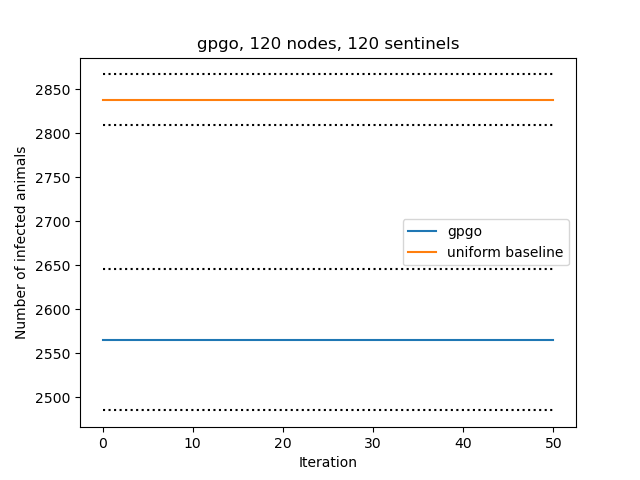 gpgo, 120 nodes, 120 sentinels
2850
2800
2750
2700
2650
2600
2550
2500
Number of infected animals
gpgo
uniform baseline
0 10 20 30 40 50
Iteration